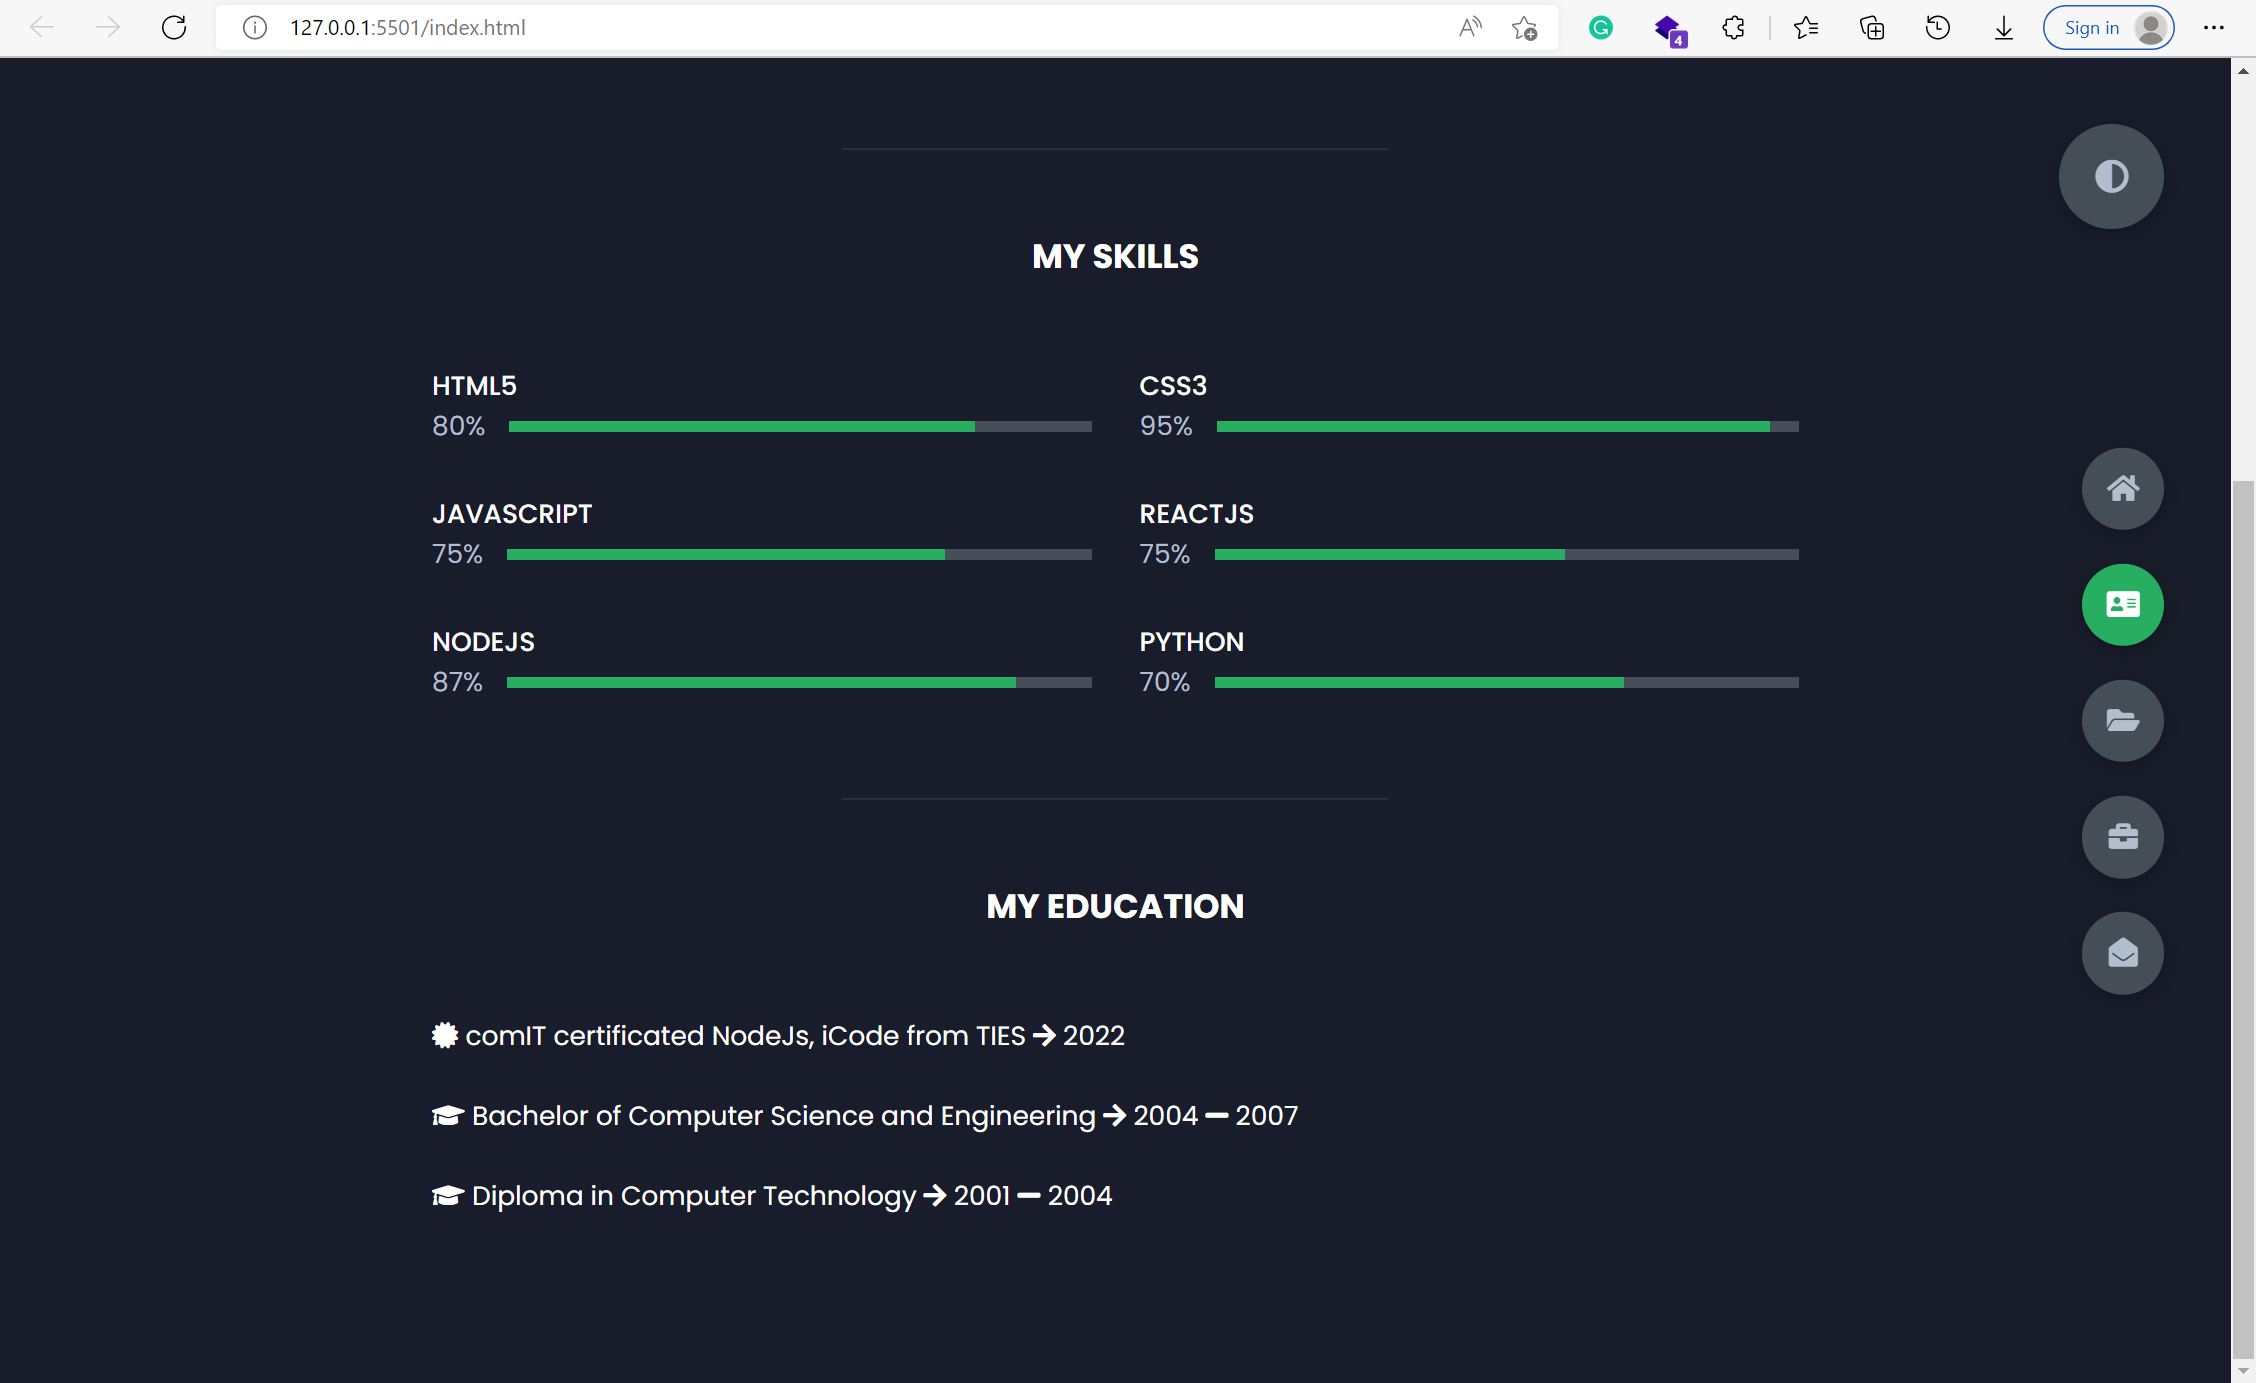 127.0.0.1:5501/index.html
4
Sign in
MY SKILLS
HTML5
80%
CSS3
95%
JAVASCRIPT
75%
REACTJS
75%
NODEJS
87%
PYTHON
70%
MY EDUCATION
comIT certificated NodeJs, iCode from TIES → 2022
Bachelor of Computer Science and Engineering → 2004 — 2007
Diploma in Computer Technology → 2001 — 2004